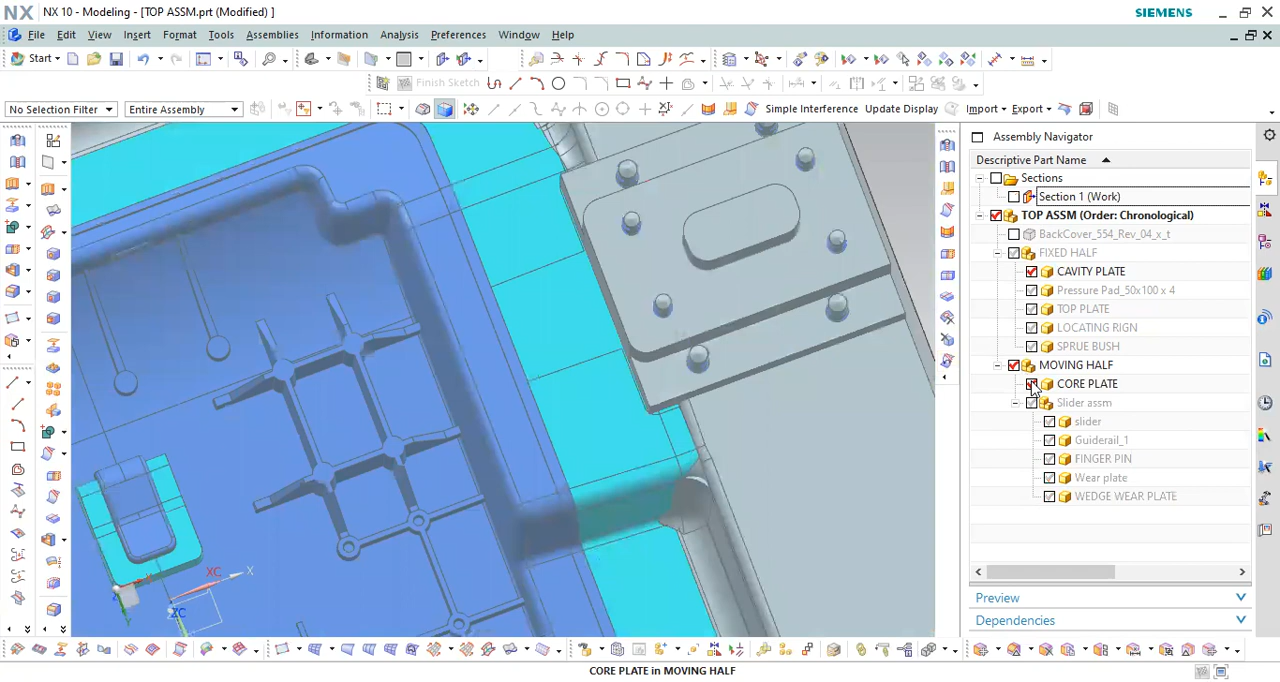 NX NX 10 - Modeling - [TOP ASSM.prt (Modified) ] SIEMENS
File Edit View Insert Format Tools Assemblies Information Analysis Preferences Window Help
Start Finish Sketch
No Selection Filter Entire Assembly Simple Interference Update Display Import Export
Assembly Navigator
Descriptive Part Name
Sections
Section 1 (Work)
TOP ASSM (Order: Chronological)
BackCover_554_Rev_04_x_t
FIXED HALF
CAVITY PLATE
Pressure Pad_50x100 x 4
TOP PLATE
LOCATING RIGN
SPRUE BUSH
MOVING HALF
CORE PLATE
Slider assm
slider
Guiderail_1
FINGER PIN
Wear plate
WEDGE WEAR PLATE
XC X
ZC
Y
Preview
Dependencies
CORE PLATE in MOVING HALF